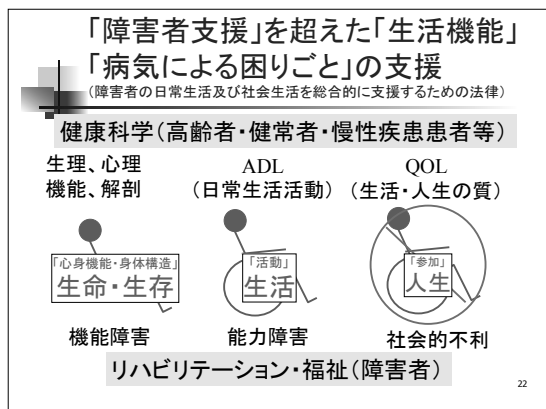 「障害者支援」を超えた「生活機能」
「病気による困りごと」の支援
(障害者の日常生活及び社会生活を総合的に支援するための法律)
健康科学(高齢者・健常者・慢性疾患患者等)
生理、心理
機能、解剖
ADL
(日常生活活動)
QOL
(生活・人生の質)
「心身機能・身体構造」
生命・生存
「活動」
生活
「参加」
人生
機能障害
能力障害
社会的不利
リハビリテーション・福祉(障害者)
22